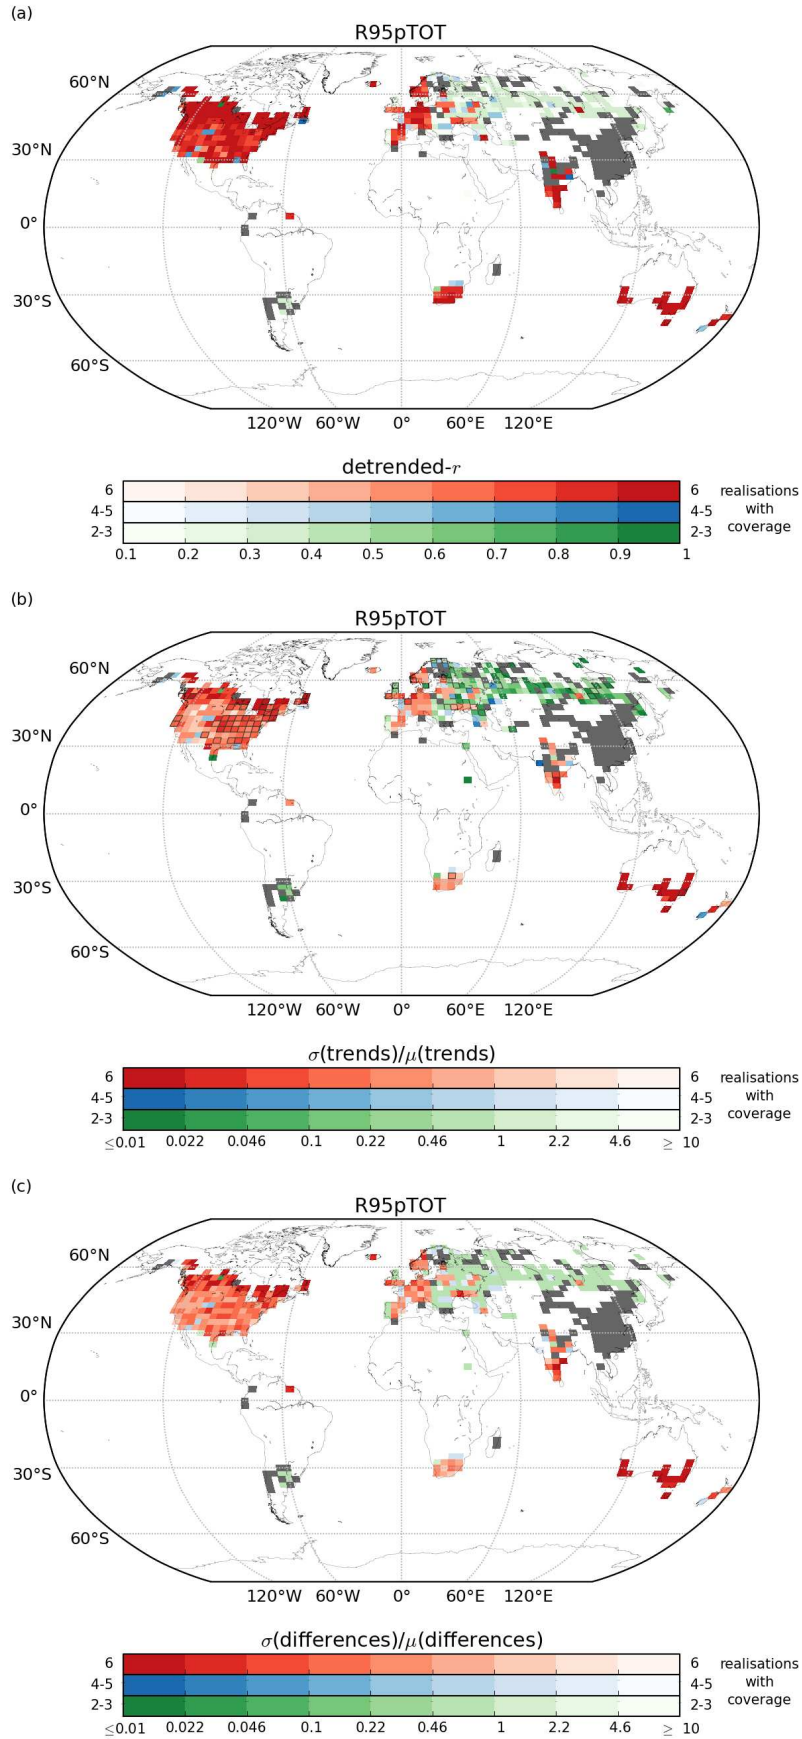 (a)
R95pTOT
60°N
30°N
0°
30°S
60°S
120°W 60°W 0° 60°E 120°E
detrended-r
6 6 realisations
4-5 4-5 with
2-3 2-3 coverage
0.1 0.2 0.3 0.4 0.5 0.6 0.7 0.8 0.9 1
(b)
R95pTOT
60°N
30°N
0°
30°S
60°S
120°W 60°W 0° 60°E 120°E
σ(trends)/μ(trends)
6 6 realisations
4-5 4-5 with
2-3 2-3 coverage
≤0.01 0.022 0.046 0.1 0.22 0.46 1 2.2 4.6 ≥ 10
(c)
R95pTOT
60°N
30°N
0°
30°S
60°S
120°W 60°W 0° 60°E 120°E
σ(differences)/μ(differences)
6 6 realisations
4-5 4-5 with
2-3 2-3 coverage
≤0.01 0.022 0.046 0.1 0.22 0.46 1 2.2 4.6 ≥ 10